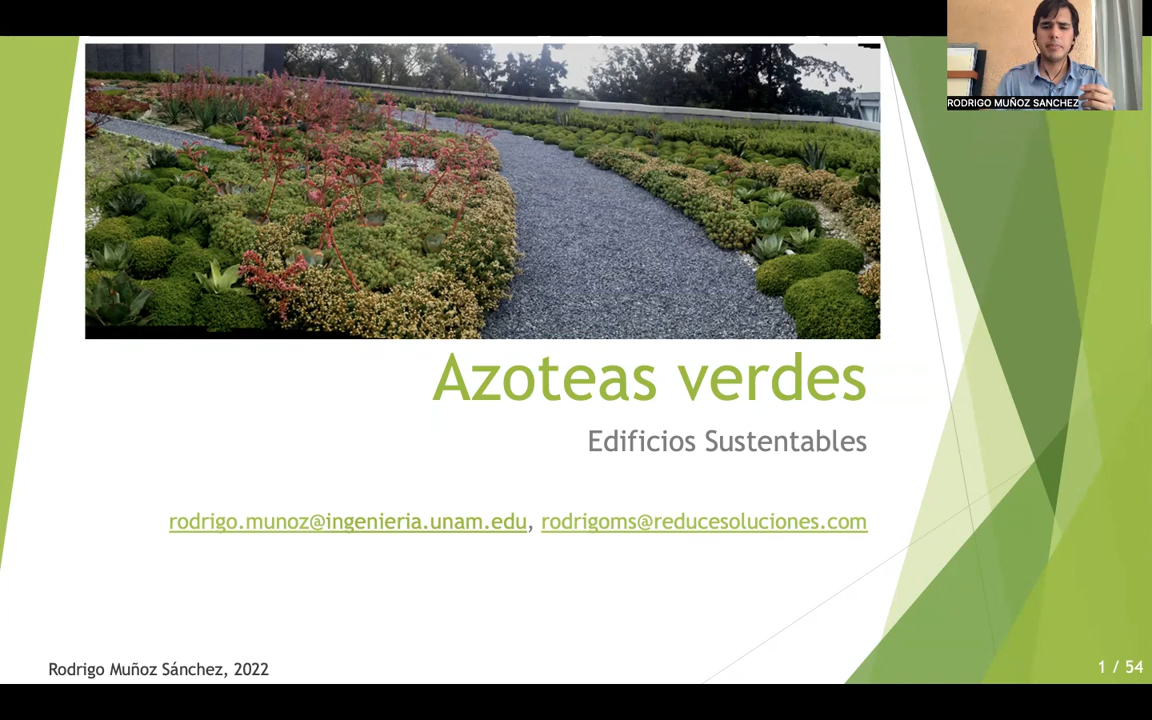 RODRIGO MUÑOZ SANCHEZ
Azoteas verdes
Edificios Sustentables
rodrigo.munoz@ingenieria.unam.edu, rodrigoms@reducesoluciones.com
Rodrigo Muñoz Sánchez, 2022
1 / 54